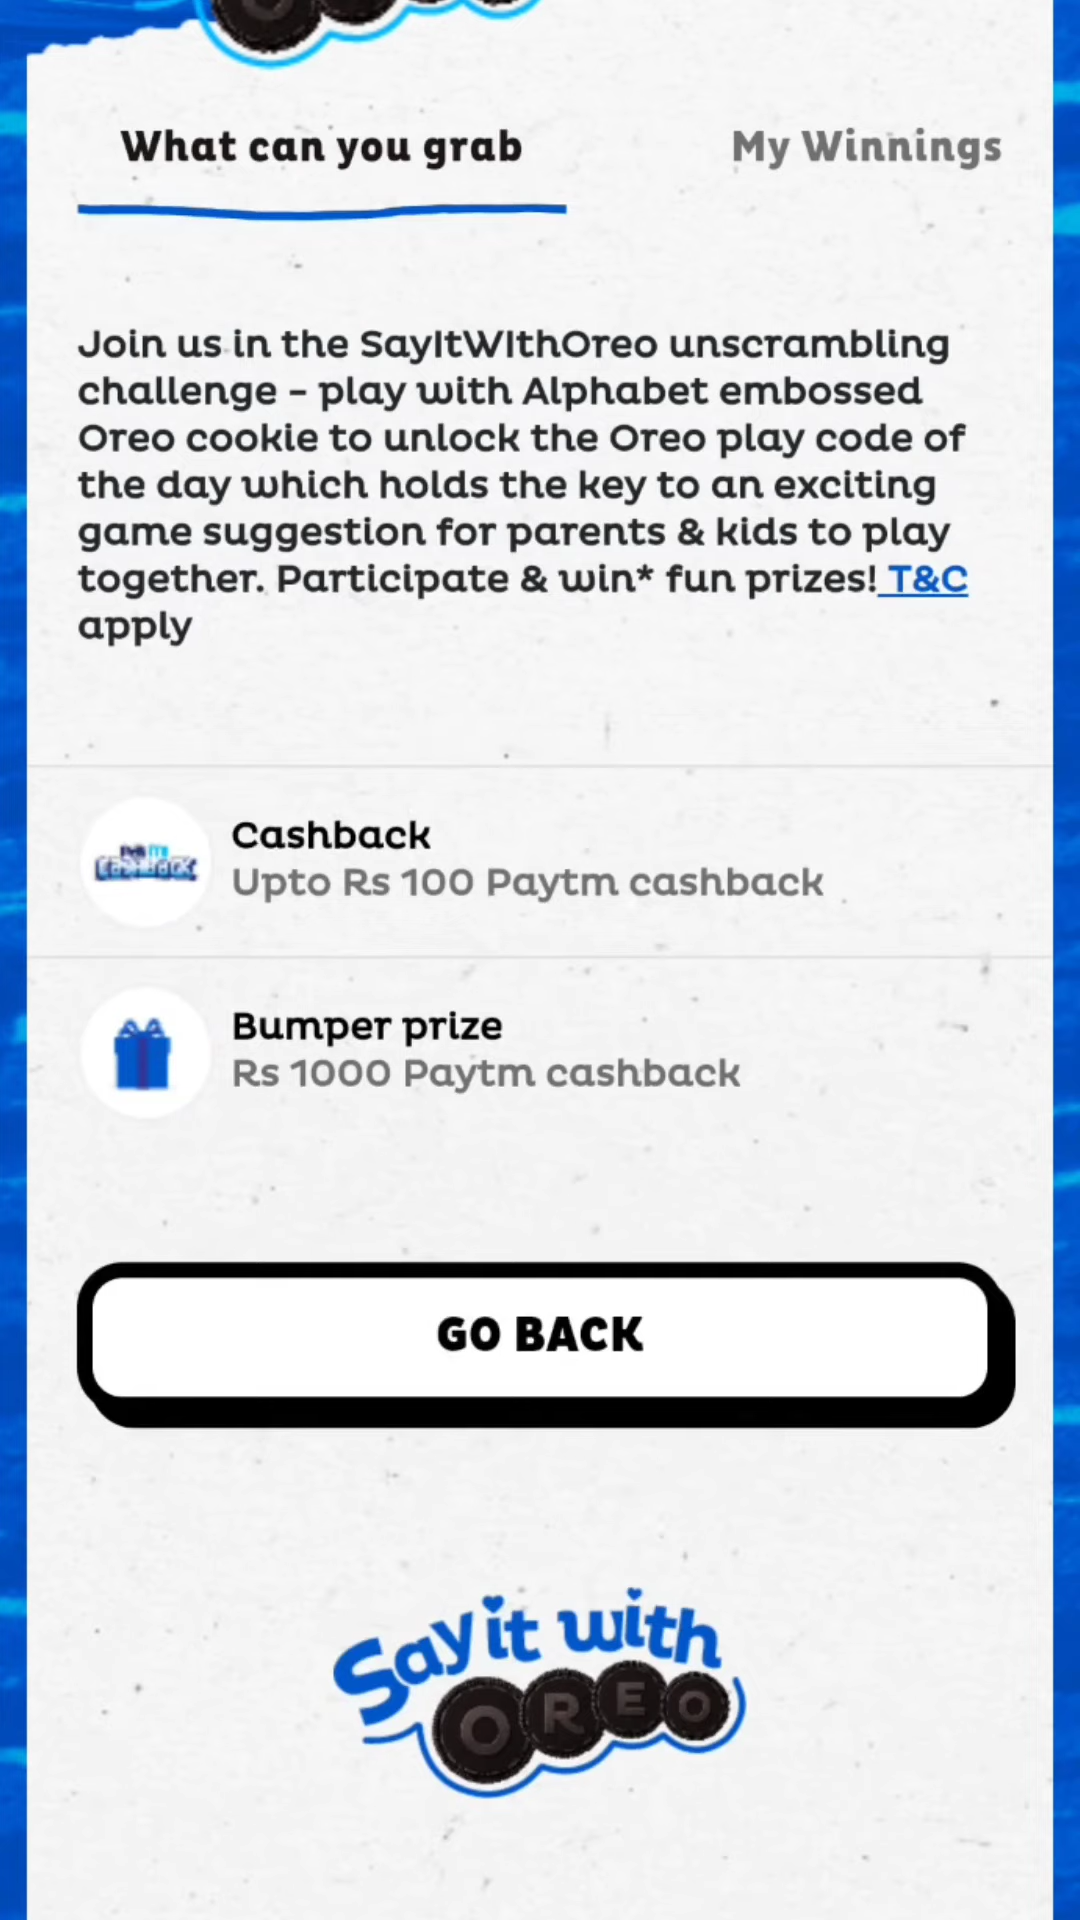 What can you grab
My Winnings
Join us in the SayItWIthOreo unscrambling
challenge – play with Alphabet embossed
Oreo cookie to unlock the Oreo play code of
the day which holds the key to an exciting
game suggestion for parents & kids to play
together. Participate & win* fun prizes! T&C
apply
cashback
Cashback
Upto Rs 100 Paytm cashback
Bumper prize
Rs 1000 Paytm cashback
GO BACK
Say it with
OREO